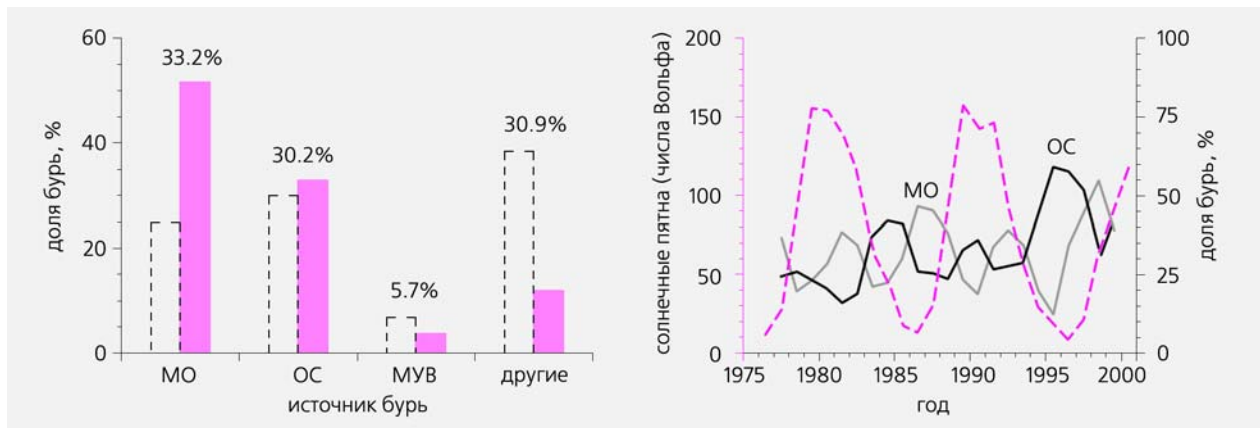 60
40
20
0
доля бурь, %
33.2%
30.2%
5.7%
30.9%
МО
ОС
МУВ
другие
источник бурь
200
150
100
50
0
солнечные пятна (числа Вольфа)
МО
ОС
100
75
50
25
0
доля бурь, %
1975
1980
1985
1990
1995
2000
год